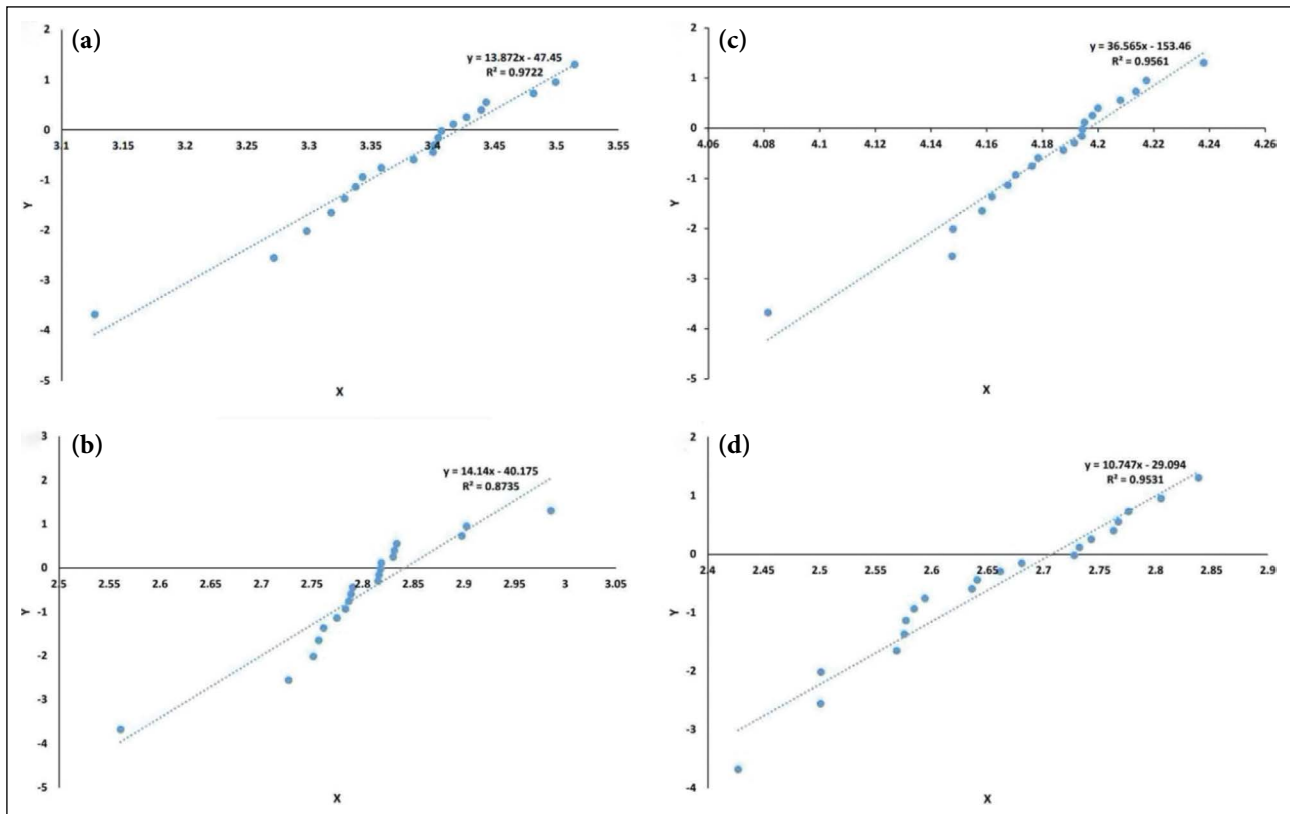 (a)
y = 13.872x - 47.45
R² = 0.9722
2
1
0
-1
-2
-3
-4
-5
3.1 3.15 3.2 3.25 3.3 3.35 3.4 3.45 3.5 3.55
Y
X
(c)
y = 36.565x - 153.46
R² = 0.9561
2
1
0
-1
-2
-3
-4
-5
4.06 4.08 4.1 4.12 4.14 4.16 4.18 4.2 4.22 4.24 4.26
Y
X
(b)
y = 14.14x - 40.175
R² = 0.8735
3
2
1
0
-1
-2
-3
-4
-5
2.5 2.55 2.6 2.65 2.7 2.75 2.8 2.85 2.9 2.95 3 3.05
Y
X
(d)
y = 10.747x - 29.094
R² = 0.9531
2
1
0
-1
-2
-3
-4
2.4 2.45 2.5 2.55 2.6 2.65 2.7 2.75 2.8 2.85 2.9
Y
X